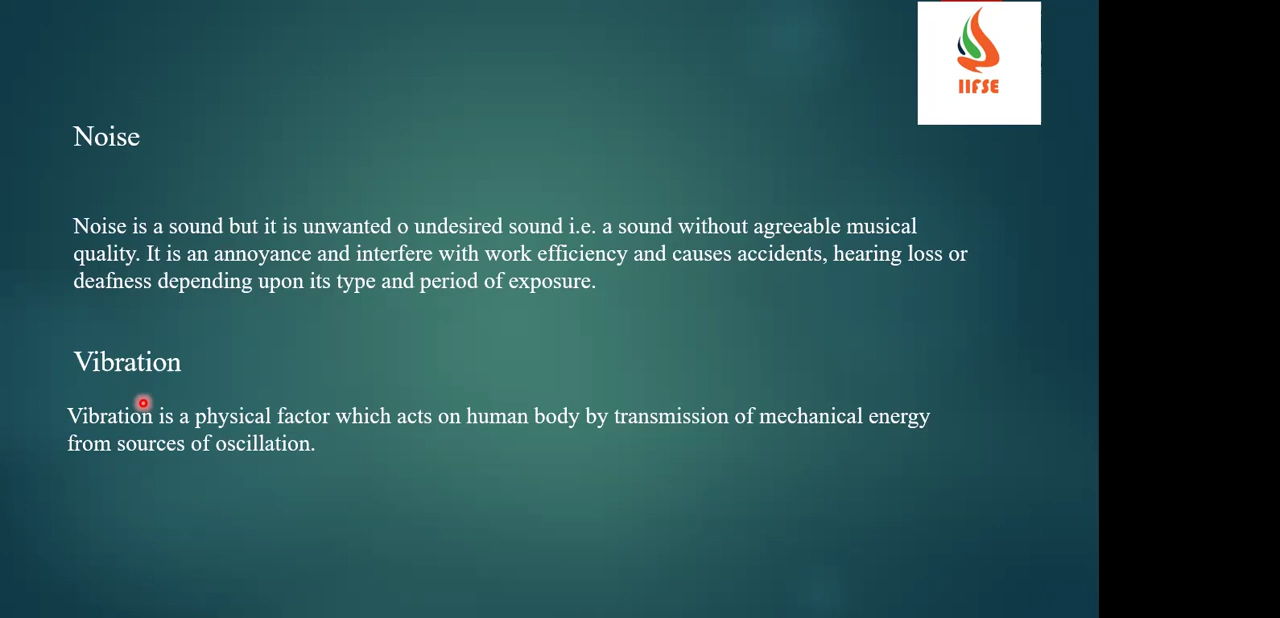 IIFSE
Noise
Noise is a sound but it is unwanted o undesired sound i.e. a sound without agreeable musical
quality. It is an annoyance and interfere with work efficiency and causes accidents, hearing loss or
deafness depending upon its type and period of exposure.
Vibration
Vibration is a physical factor which acts on human body by transmission of mechanical energy
from sources of oscillation.